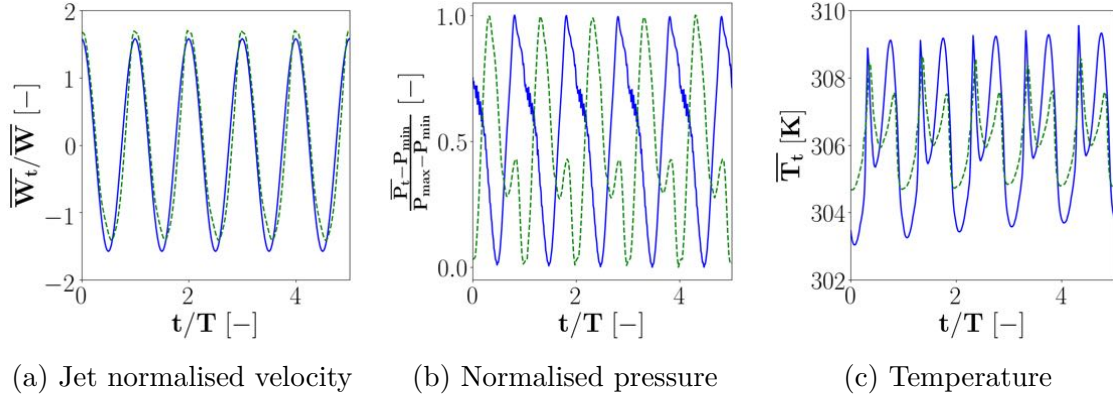 2
1
0
−1
−2
W̅t/W̅ [−]
0 2 4
t/T [−]
(a) Jet normalised velocity
1.0
0.5
0.0
P̅t−Pmin / Pmax−Pmin [−]
0 2 4
t/T [−]
(b) Normalised pressure
310
308
306
304
302
T̅t [K]
0 2 4
t/T [−]
(c) Temperature